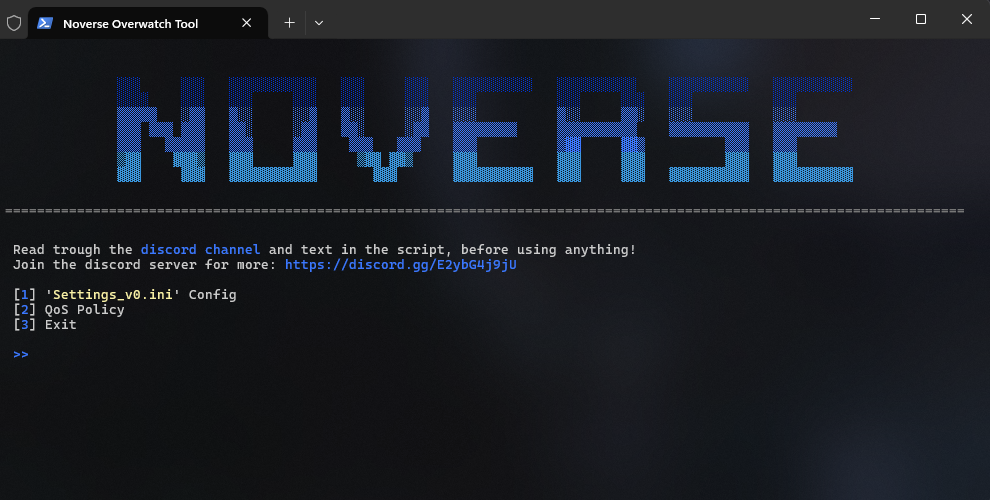 Noverse Overwatch Tool
NOVERSE
========================================================================================================================
Read trough the discord channel and text in the script, before using anything!
Join the discord server for more: https://discord.gg/E2ybG4j9jU
[1] 'Settings_v0.ini' Config
[2] QoS Policy
[3] Exit
>>